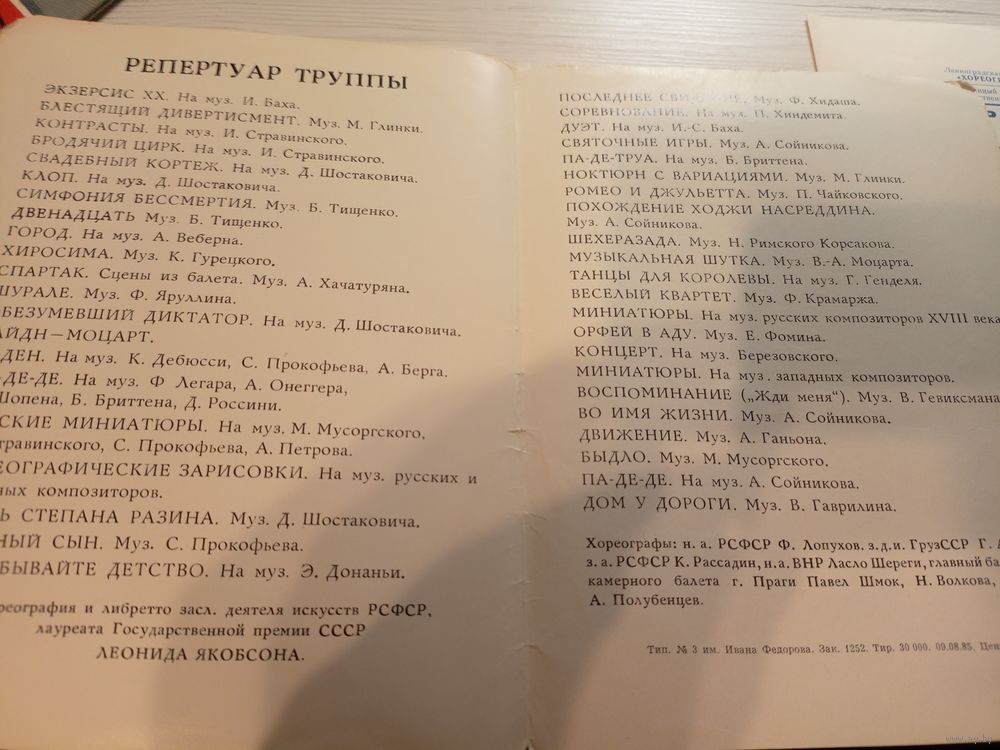 РЕПЕРТУАР ТРУППЫ
ЭКЗЕРСИС XX. На муз. И. Баха.
БЛЕСТЯЩИЙ ДИВЕРТИСМЕНТ. Муз. М. Глинки.
КОНТРАСТЫ. На муз. И. Стравинского.
БРОДЯЧИЙ ЦИРК. На муз. И. Стравинского.
СВАДЕБНЫЙ КОРТЕЖ. На муз. Д. Шостаковича.
КЛОП. На муз. Д. Шостаковича.
СИМФОНИЯ БЕССМЕРТИЯ. Муз. Б. Тищенко.
ДВЕНАДЦАТЬ Муз. Б. Тищенко.
ГОРОД. На муз. А. Веберна.
ХИРОСИМА. Муз. К. Гурецкого.
СПАРТАК. Сцены из балета. Муз. А. Хачатуряна.
ШУРАЛЕ. Муз. Ф. Яруллина.
ОБЕЗУМЕВШИЙ ДИКТАТОР. На муз. Д. Шостаковича.
АЙДН—МОЦАРТ.
ДЕН. На муз. К. Дебюсси, С. Прокофьева, А. Берга.
-ДЕ-ДЕ. На муз. Ф Легара, А. Онеггера,
Шопена, Б. Бриттена, Д. Россини.
СКИЕ МИНИАТЮРЫ. На муз. М. Мусоргского,
травинского, С. Прокофьева, А. Петрова.
ЕОГРАФИЧЕСКИЕ ЗАРИСОВКИ. На муз. русских и
ных композиторов.
Ь СТЕПАНА РАЗИНА. Муз. Д. Шостаковича.
НЫЙ СЫН. Муз. С. Прокофьева.
БЫВАЙТЕ ДЕТСТВО. На муз. Э. Донаньи.
реография и либретто засл. деятеля искусств РСФСР,
лауреата Государственной премии СССР
ЛЕОНИДА ЯКОБСОНА.
ПОСЛЕДНЕЕ СВИДАНИЕ. Муз. Ф. Хидаша.
СОРЕВНОВАНИЕ. На муз. П. Хиндемита.
ДУЭТ. На муз. И.-С. Баха.
СВЯТОЧНЫЕ ИГРЫ. Муз. А. Сойникова.
ПА-ДЕ-ТРУА. На муз. Б. Бриттена.
НОКТЮРН С ВАРИАЦИЯМИ. Муз. М. Глинки.
РОМЕО И ДЖУЛЬЕТТА. Муз. П. Чайковского.
ПОХОЖДЕНИЕ ХОДЖИ НАСРЕДДИНА.
Муз. А. Сойникова.
ШЕХЕРАЗАДА. Муз. Н. Римского Корсакова.
МУЗЫКАЛЬНАЯ ШУТКА. Муз. В.-А. Моцарта.
ТАНЦЫ ДЛЯ КОРОЛЕВЫ. На муз. Г. Генделя.
ВЕСЕЛЫЙ КВАРТЕТ. Муз. Ф. Крамаржа.
МИНИАТЮРЫ. На муз. русских композиторов XVIII века
ОРФЕЙ В АДУ. Муз. Е. Фомина.
КОНЦЕРТ. На муз. Березовского.
МИНИАТЮРЫ. На муз. западных композиторов.
ВОСПОМИНАНИЕ („Жди меня“). Муз. В. Гевиксмана
ВО ИМЯ ЖИЗНИ. Муз. А. Сойникова.
ДВИЖЕНИЕ. Муз. А. Ганьона.
БЫДЛО. Муз. М. Мусоргского.
ПА-ДЕ-ДЕ. На муз. А. Сойникова.
ДОМ У ДОРОГИ. Муз. В. Гаврилина.
Хореографы: н. а. РСФСР Ф. Лопухов. з.д.и. ГрузССР Г.
з. а. РСФСР К. Рассадин, н.а. ВНР Ласло Шереги, главный ба
камерного балета г. Праги Павел Шмок, Н. Волкова,
А. Полубенцев.
Тип. № 3 им. Ивана Федорова. Зак. 1252. Тир. 30 000. 09.08.85. Цен
Ленинградска
«ХОРЕОГ
www.ay.by